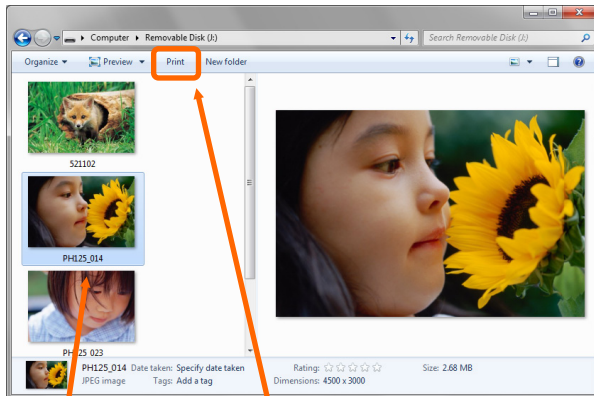 Computer Removable Disk (J:) Search Removable Disk (J:)
Organize Preview Print New folder
521102
PH125_014
PH125_023
PH125_014 Date taken: Specify date taken Rating: Size: 2.68 MB
JPEG image Tags: Add a tag Dimensions: 4500 x 3000